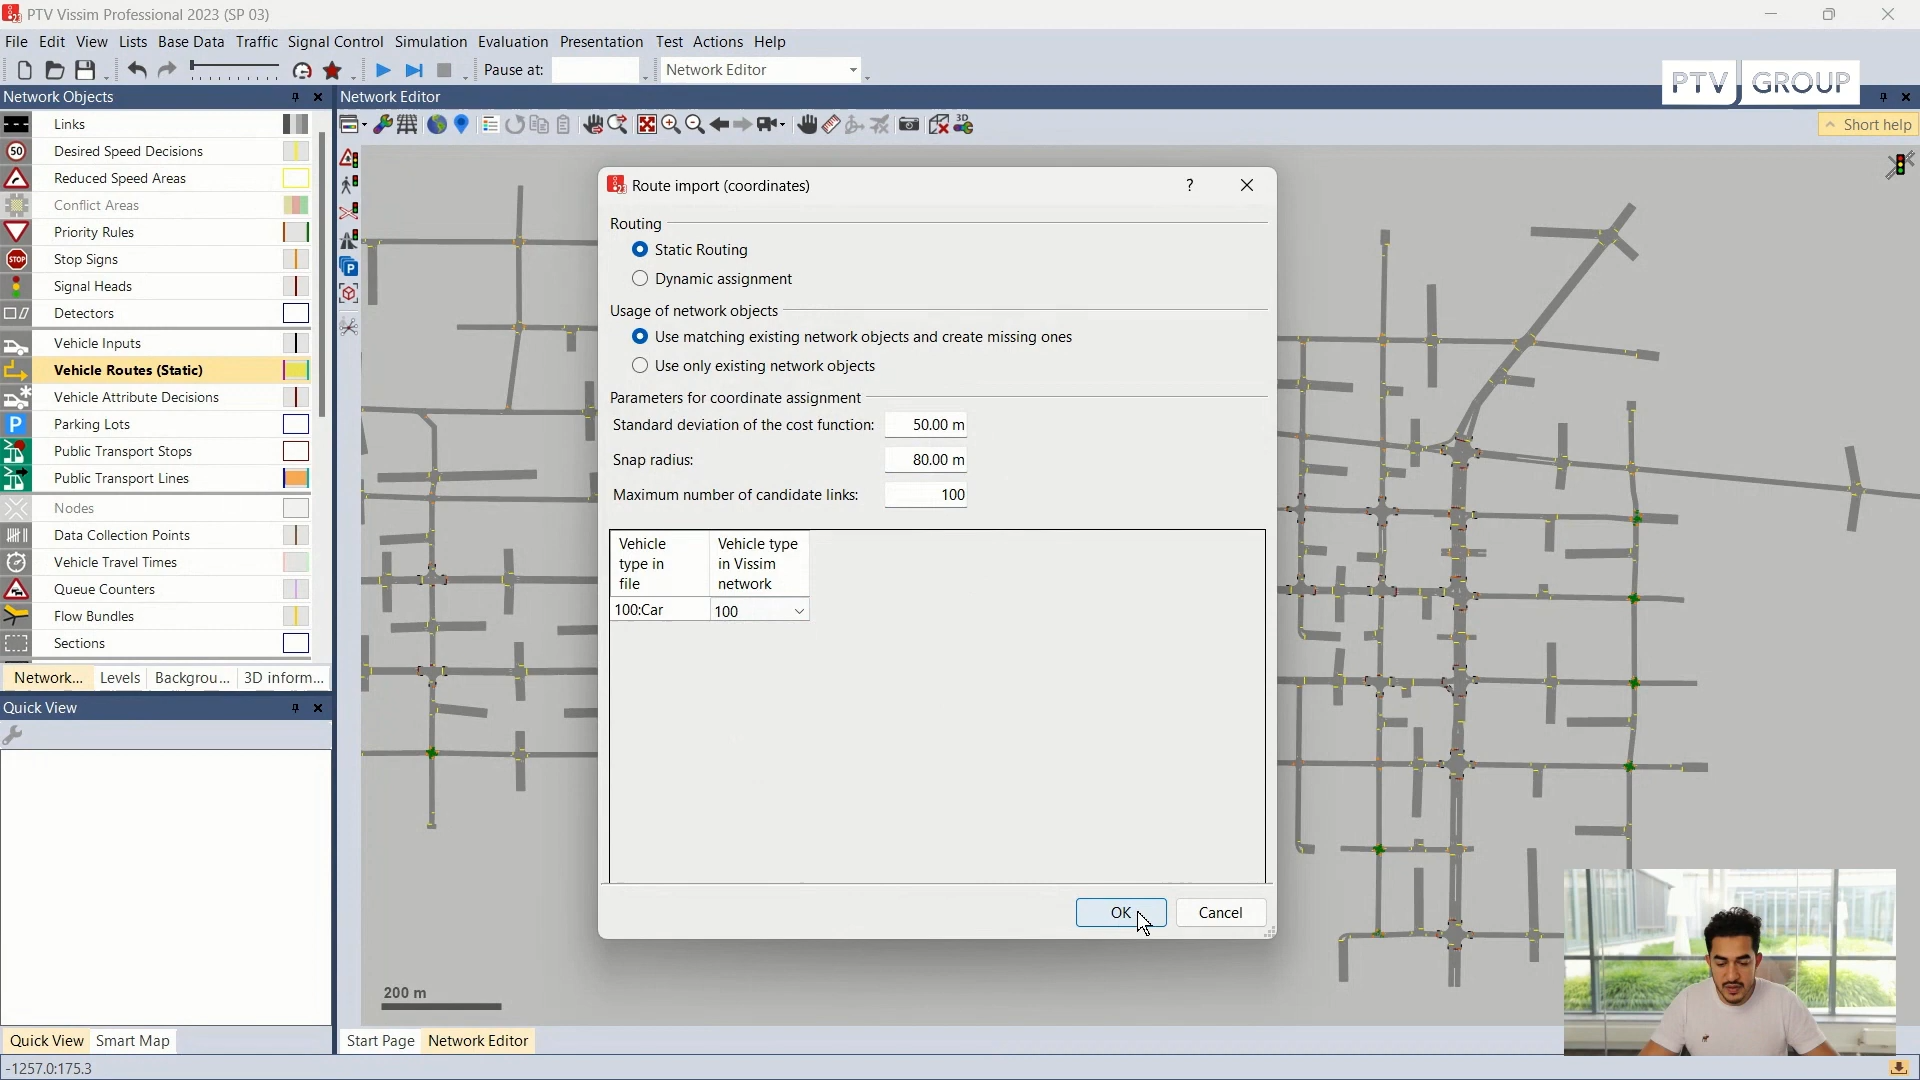 PTV Vissim Professional 2023 (SP 03)
File Edit View Lists Base Data Traffic Signal Control Simulation Evaluation Presentation Test Actions Help
Pause at: Network Editor
PTV GROUP
Network Objects
Network Editor
Short help
Links
50 Desired Speed Decisions
Reduced Speed Areas
Conflict Areas
Priority Rules
STOP Stop Signs
Signal Heads
Detectors
Vehicle Inputs
Vehicle Routes (Static)
Vehicle Attribute Decisions
P Parking Lots
Public Transport Stops
Public Transport Lines
Nodes
Data Collection Points
Vehicle Travel Times
Queue Counters
Flow Bundles
Sections
Network... Levels Backgrou... 3D inform...
Quick View
Route import (coordinates)
Routing
Static Routing
Dynamic assignment
Usage of network objects
Use matching existing network objects and create missing ones
Use only existing network objects
Parameters for coordinate assignment
Standard deviation of the cost function: 50.00 m
Snap radius: 80.00 m
Maximum number of candidate links: 100
Vehicle type in file
Vehicle type in Vissim network
100:Car 100
OK Cancel
200 m
Quick View Smart Map
Start Page Network Editor
-1257.0:175.3